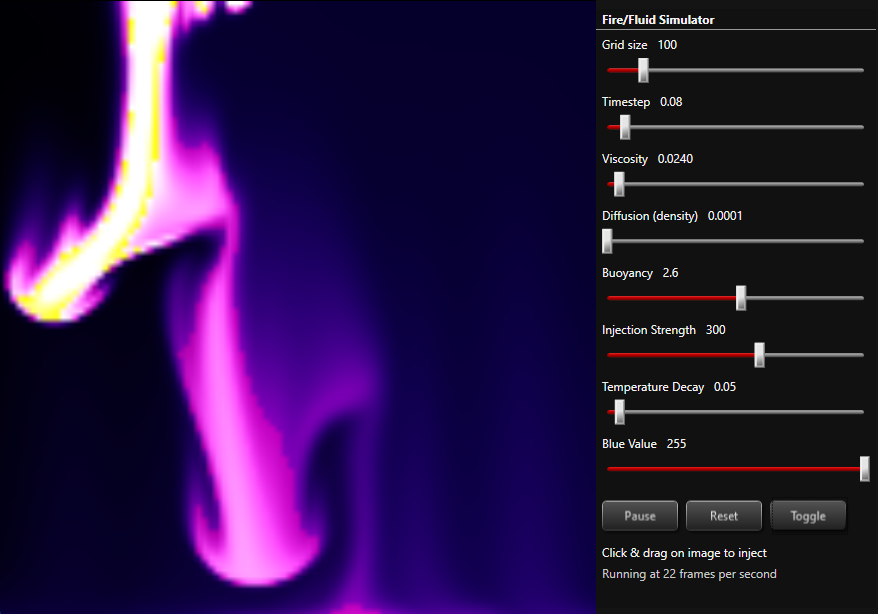 Fire/Fluid Simulator
Grid size 100
Timestep 0.08
Viscosity 0.0240
Diffusion (density) 0.0001
Buoyancy 2.6
Injection Strength 300
Temperature Decay 0.05
Blue Value 255
Pause Reset Toggle
Click & drag on image to inject
Running at 22 frames per second